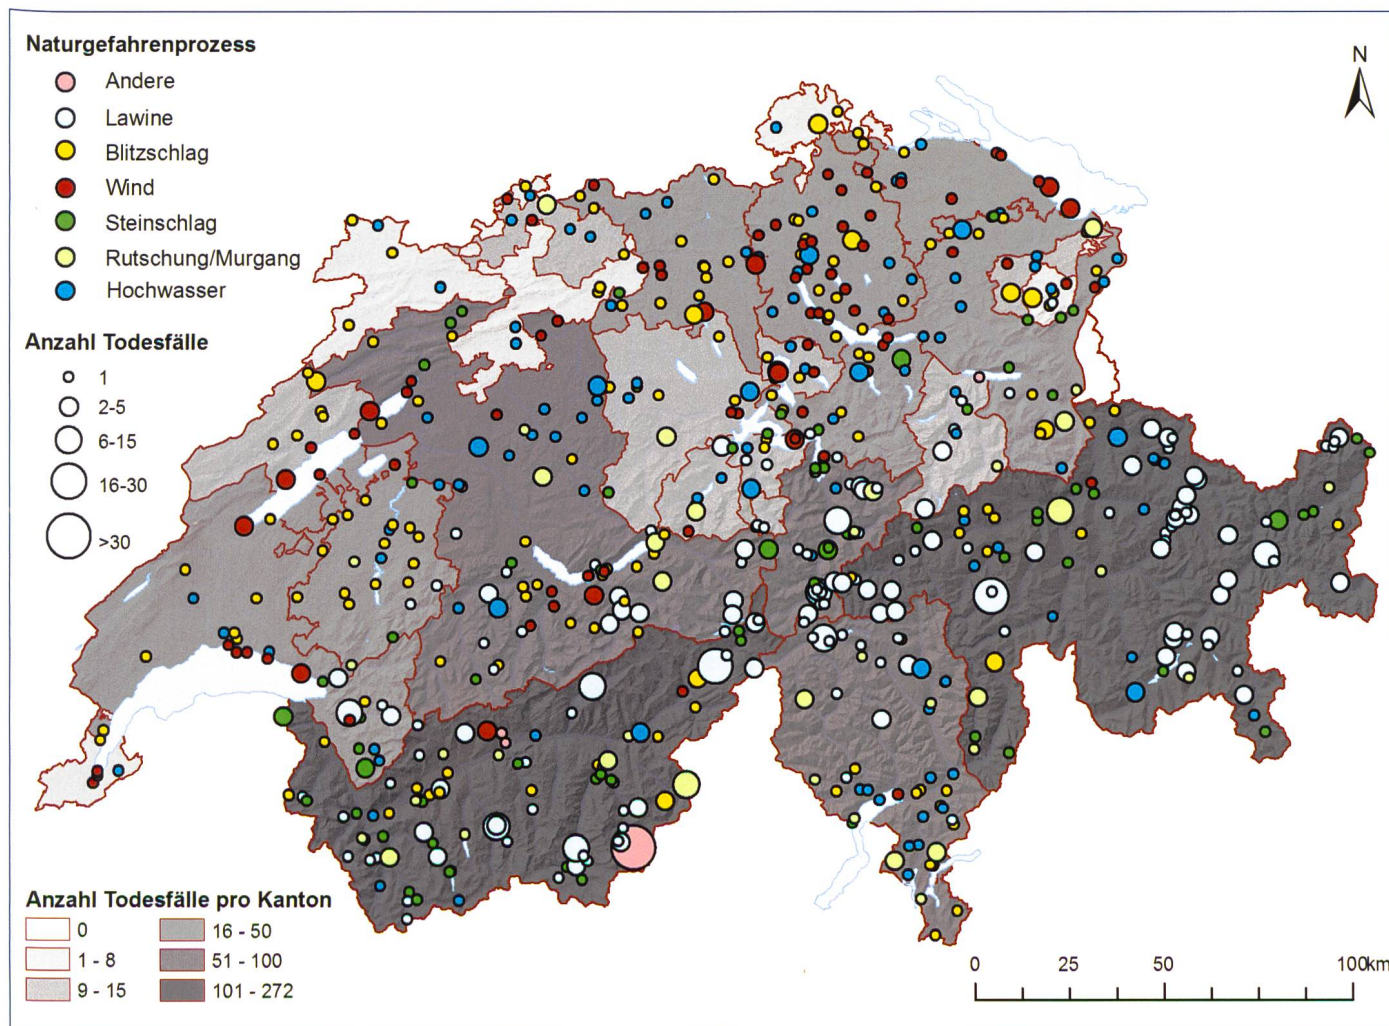 Naturgefahrenprozess
Andere
Lawine
Blitzschlag
Wind
Steinschlag
Rutschung/Murgang
Hochwasser
Anzahl Todesfälle
1
2-5
6-15
16-30
>30
N
Anzahl Todesfälle pro Kanton
0
1 - 8
9 - 15
16 - 50
51 - 100
101 - 272
0 25 50 100km